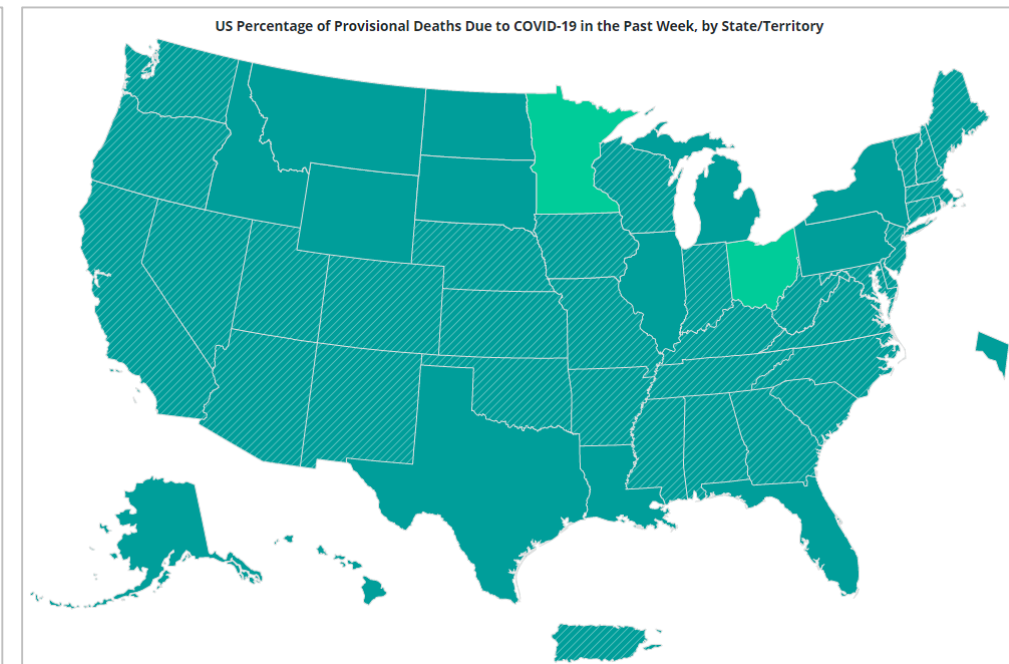 US Percentage of Provisional Deaths Due to COVID-19 in the Past Week, by State/Territory